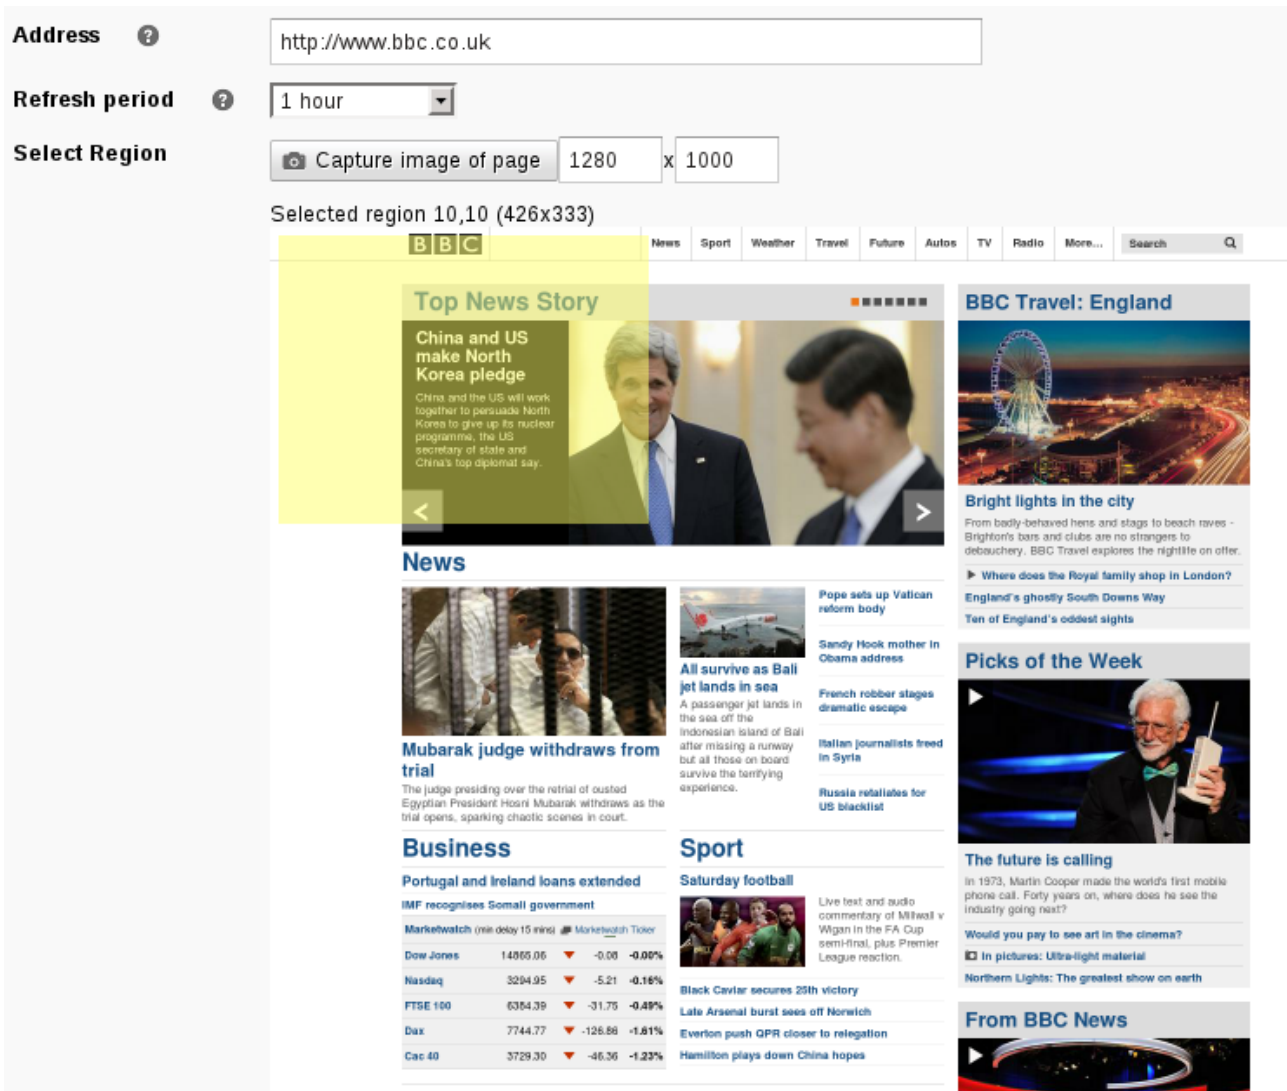 Address ?
http://www.bbc.co.uk
Refresh period ?
1 hour
Select Region
Capture image of page 1280 x 1000
Selected region 10,10 (426x333)
BBC
News Sport Weather Travel Future Autos TV Radio More... Search
Top News Story
China and US
make North
Korea pledge
China and the US will work
together to persuade North
Korea to give up its nuclear
programme, the US
secretary of state and
China's top diplomat say.
< >
News
Mubarak judge withdraws from
trial
The judge presiding over the retrial of ousted
Egyptian President Hosni Mubarak withdraws as the
trial opens, sparking chaotic scenes in court.
All survive as Bali
jet lands in sea
A passenger jet lands in
the sea off the
Indonesian island of Bali
after missing a runway
but all those on board
survive the terrifying
experience.
Pope sets up Vatican
reform body
Sandy Hook mother in
Obama address
French robber stages
dramatic escape
Italian journalists freed
in Syria
Russia retaliates for
US blacklist
Business
Portugal and Ireland loans extended
IMF recognises Somali government
Marketwatch (min delay 15 mins) Marketwatch Ticker
Dow Jones 14865.06 ▼ -0.08 -0.00%
Nasdaq 3294.95 ▼ -5.21 -0.16%
FTSE 100 6384.39 ▼ -31.75 -0.49%
Dax 7744.77 ▼ -126.86 -1.61%
Cac 40 3729.30 ▼ -46.36 -1.23%
Sport
Saturday football
Live text and audio
commentary of Millwall v
Wigan in the FA Cup
semi-final, plus Premier
League reaction.
Black Caviar secures 25th victory
Late Arsenal burst sees off Norwich
Everton push QPR closer to relegation
Hamilton plays down China hopes
BBC Travel: England
Bright lights in the city
From badly-behaved hens and stags to beach raves -
Brighton's bars and clubs are no strangers to
debauchery. BBC Travel explores the nightlife on offer.
Where does the Royal family shop in London?
England's ghostly South Downs Way
Ten of England's oddest sights
Picks of the Week
The future is calling
In 1973, Martin Cooper made the world's first mobile
phone call. Forty years on, where does he see the
industry going next?
Would you pay to see art in the cinema?
In pictures: Ultra-light material
Northern Lights: The greatest show on earth
From BBC News